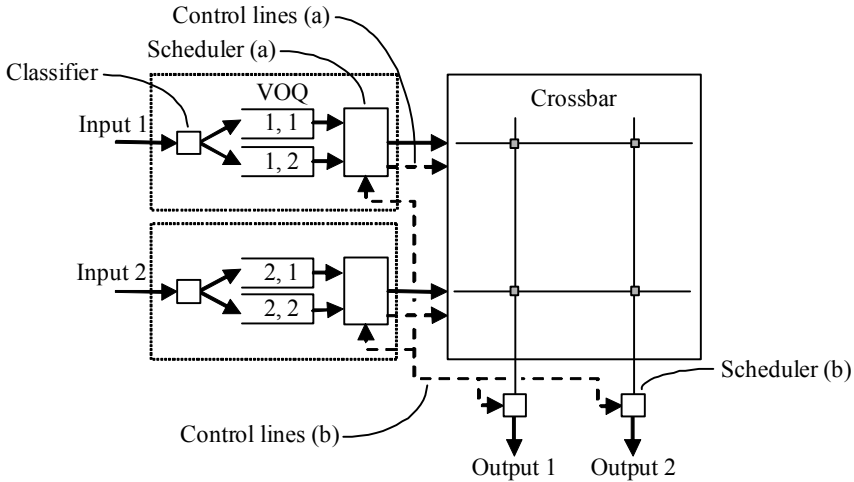 Control lines (a)
Scheduler (a)
Classifier
VOQ
Crossbar
Input 1
1, 1
1, 2
Input 2
2, 1
2, 2
Scheduler (b)
Control lines (b)
Output 1
Output 2